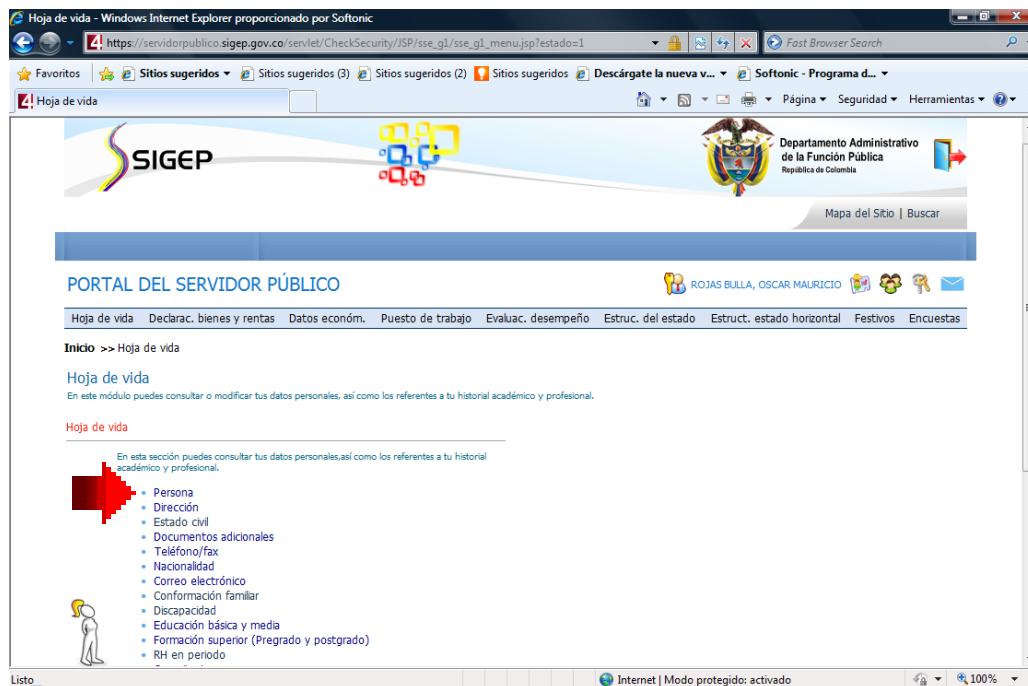 Hoja de vida - Windows Internet Explorer proporcionado por Softonic
https://servidorpublico.sigep.gov.co/servlet/CheckSecurity/JSP/sse_g1/sse_g1_menu.jsp?estado=1 Fast Browser Search
Favoritos Sitios sugeridos Sitios sugeridos (3) Sitios sugeridos (2) Sitios sugeridos Descárgate la nueva v... Softonic - Programa d...
Hoja de vida Página Seguridad Herramientas
SIGEP
Departamento Administrativo
de la Función Pública
República de Colombia
Mapa del Sitio | Buscar
PORTAL DEL SERVIDOR PÚBLICO ROJAS BULLA, OSCAR MAURICIO
Hoja de vida Declarac. bienes y rentas Datos económ. Puesto de trabajo Evaluac. desempeño Estruc. del estado Estruct. estado horizontal Festivos Encuestas
Inicio >> Hoja de vida
Hoja de vida
En este módulo puedes consultar o modificar tus datos personales, así como los referentes a tu historial académico y profesional.
Hoja de vida
En esta sección puedes consultar tus datos personales,así como los referentes a tu historial
académico y profesional.
Persona
Dirección
Estado civil
Documentos adicionales
Teléfono/fax
Nacionalidad
Correo electrónico
Conformación familiar
Discapacidad
Educación básica y media
Formación superior (Pregrado y postgrado)
RH en periodo
Listo Internet | Modo protegido: activado 100%